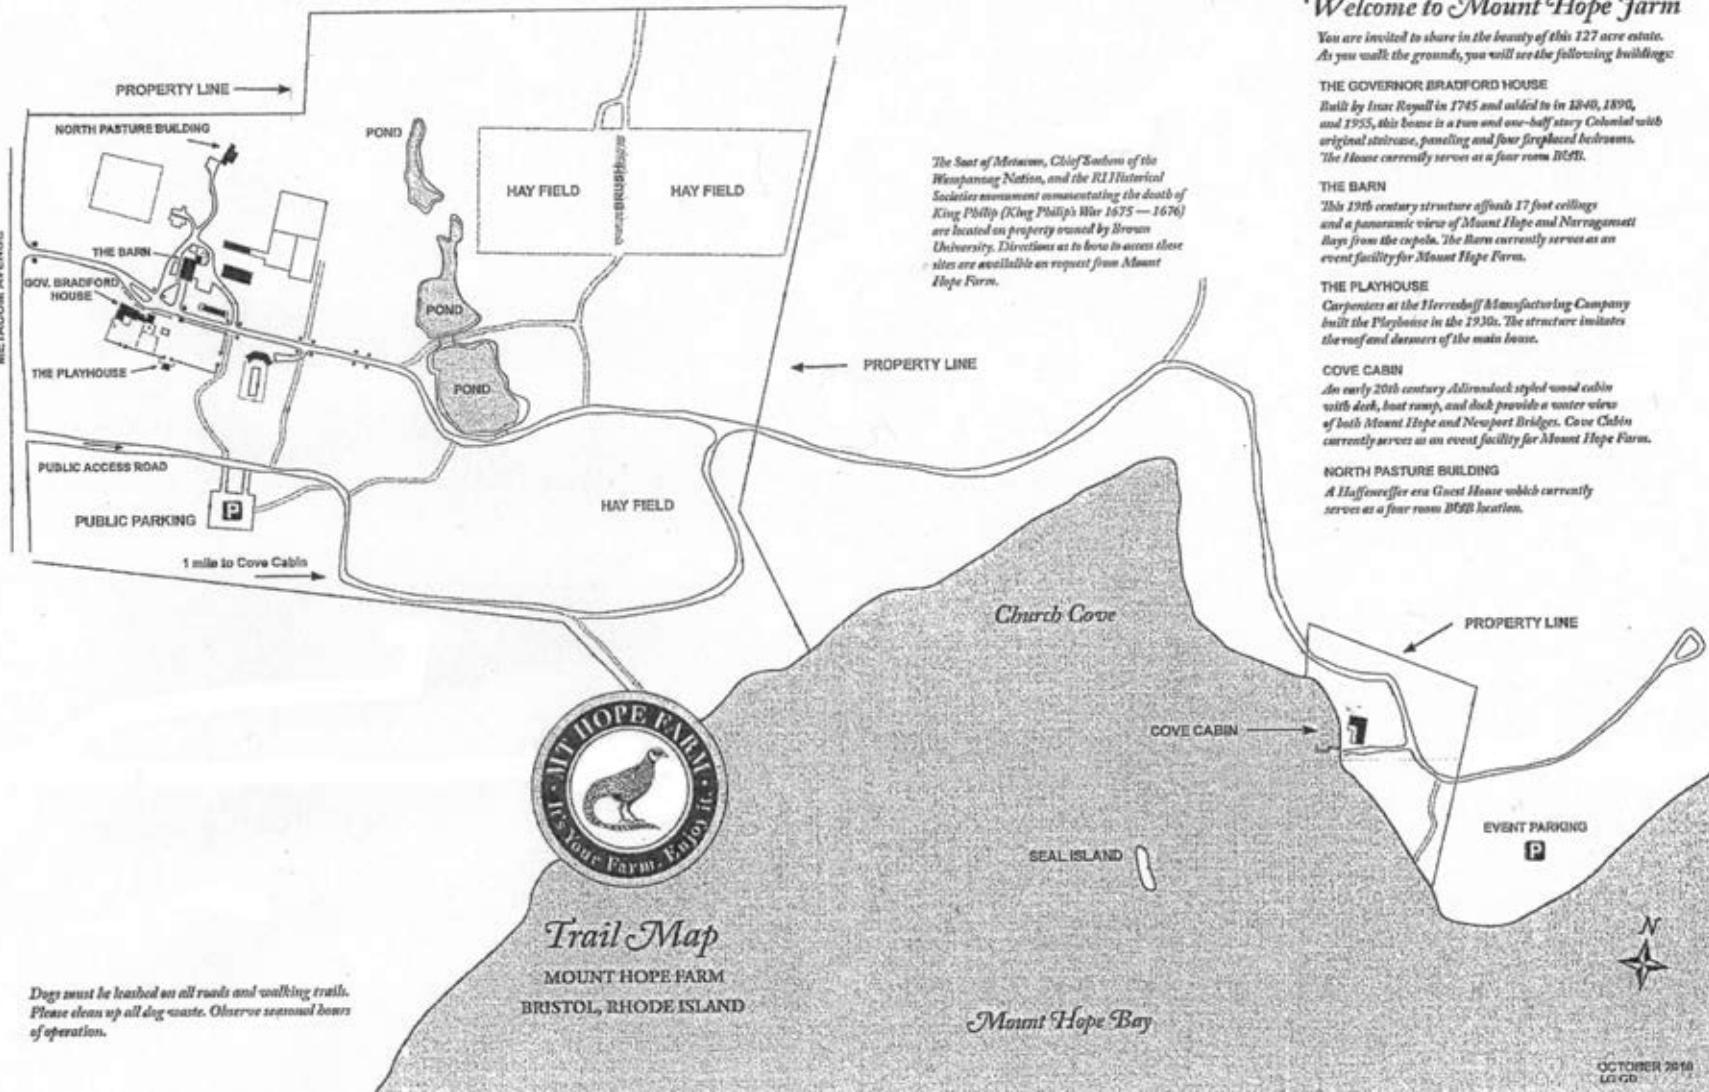 Welcome to Mount Hope Farm
You are invited to share in the beauty of this 127 acre estate.
As you walk the grounds, you will see the following buildings:
THE GOVERNOR BRADFORD HOUSE
Built by Isaac Royall in 1745 and added to in 1840, 1890,
and 1955, this house is a two and one-half story Colonial with
original staircase, paneling and four fireplaced bedrooms.
The House currently serves as a four room B&B.
THE BARN
This 19th century structure affords 17 foot ceilings
and a panoramic view of Mount Hope and Narragansett
Bays from the cupola. The Barn currently serves as an
event facility for Mount Hope Farm.
THE PLAYHOUSE
Carpenters at the Herreshoff Manufacturing Company
built the Playhouse in the 1930s. The structure imitates
the roof and dormers of the main house.
COVE CABIN
An early 20th century Adirondack styled wood cabin
with deck, boat ramp, and dock provide a water view
of both Mount Hope and Newport Bridges. Cove Cabin
currently serves as an event facility for Mount Hope Farm.
NORTH PASTURE BUILDING
A Haffenreffer era Guest House which currently
serves as a four room B&B location.
The Seat of Metacom, Chief Sachem of the
Wampanoag Nation, and the RI Historical
Societies monument commentating the death of
King Philip (King Philip's War 1675 — 1676)
are located on property owned by Brown
University. Directions as to how to access these
sites are available on request from Mount
Hope Farm.
PROPERTY LINE
NORTH PASTURE BUILDING
POND
HAY FIELD
BRUSH
HAY FIELD
METACOM AVENUE
THE BARN
GOV. BRADFORD
HOUSE
POND
THE PLAYHOUSE
POND
PROPERTY LINE
PUBLIC ACCESS ROAD
PUBLIC PARKING
P
HAY FIELD
1 mile to Cove Cabin
Church Cove
PROPERTY LINE
COVE CABIN
MT HOPE FARM
It's Your Farm. Enjoy it.
SEAL ISLAND
EVENT PARKING
P
N
Trail Map
MOUNT HOPE FARM
BRISTOL, RHODE ISLAND
Mount Hope Bay
Dogs must be leashed on all roads and walking trails.
Please clean up all dog waste. Observe seasonal hours
of operation.
OCTOBER 2010